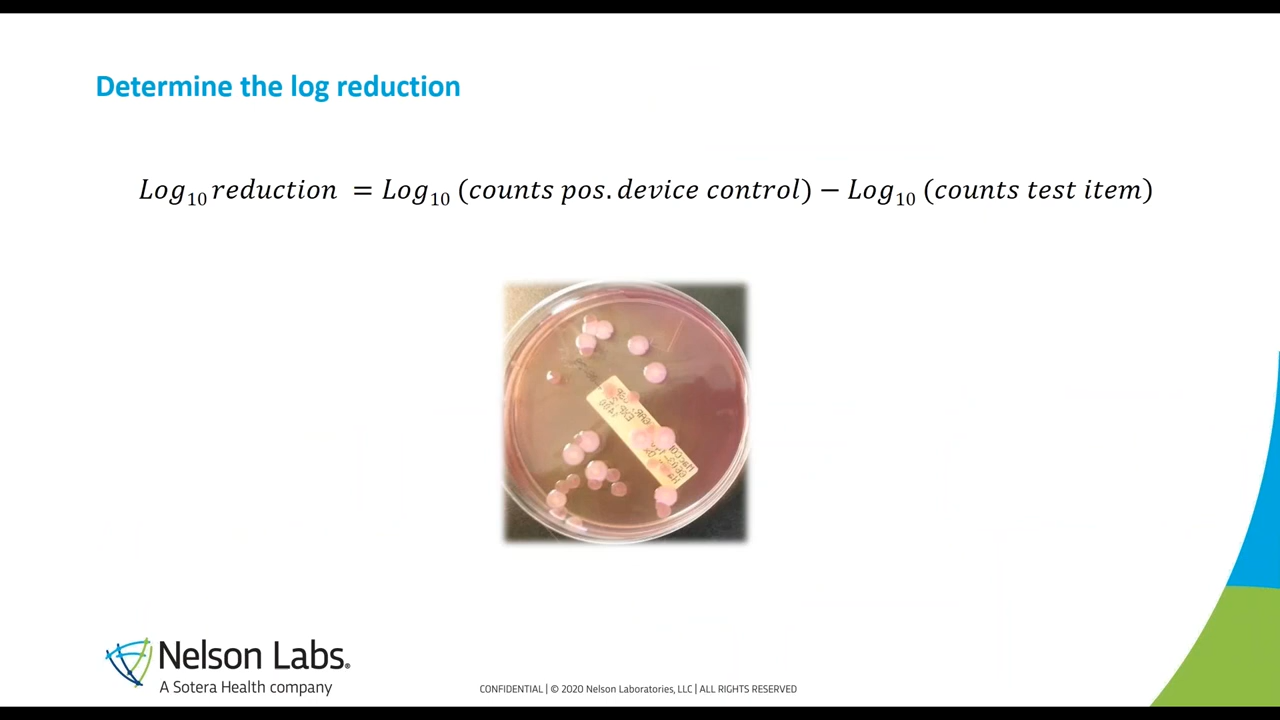 Determine the log reduction
Log₁₀ reduction = Log₁₀ (counts pos. device control) − Log₁₀ (counts test item)
Nelson Labs®
A Sotera Health company
CONFIDENTIAL | © 2020 Nelson Laboratories, LLC | ALL RIGHTS RESERVED